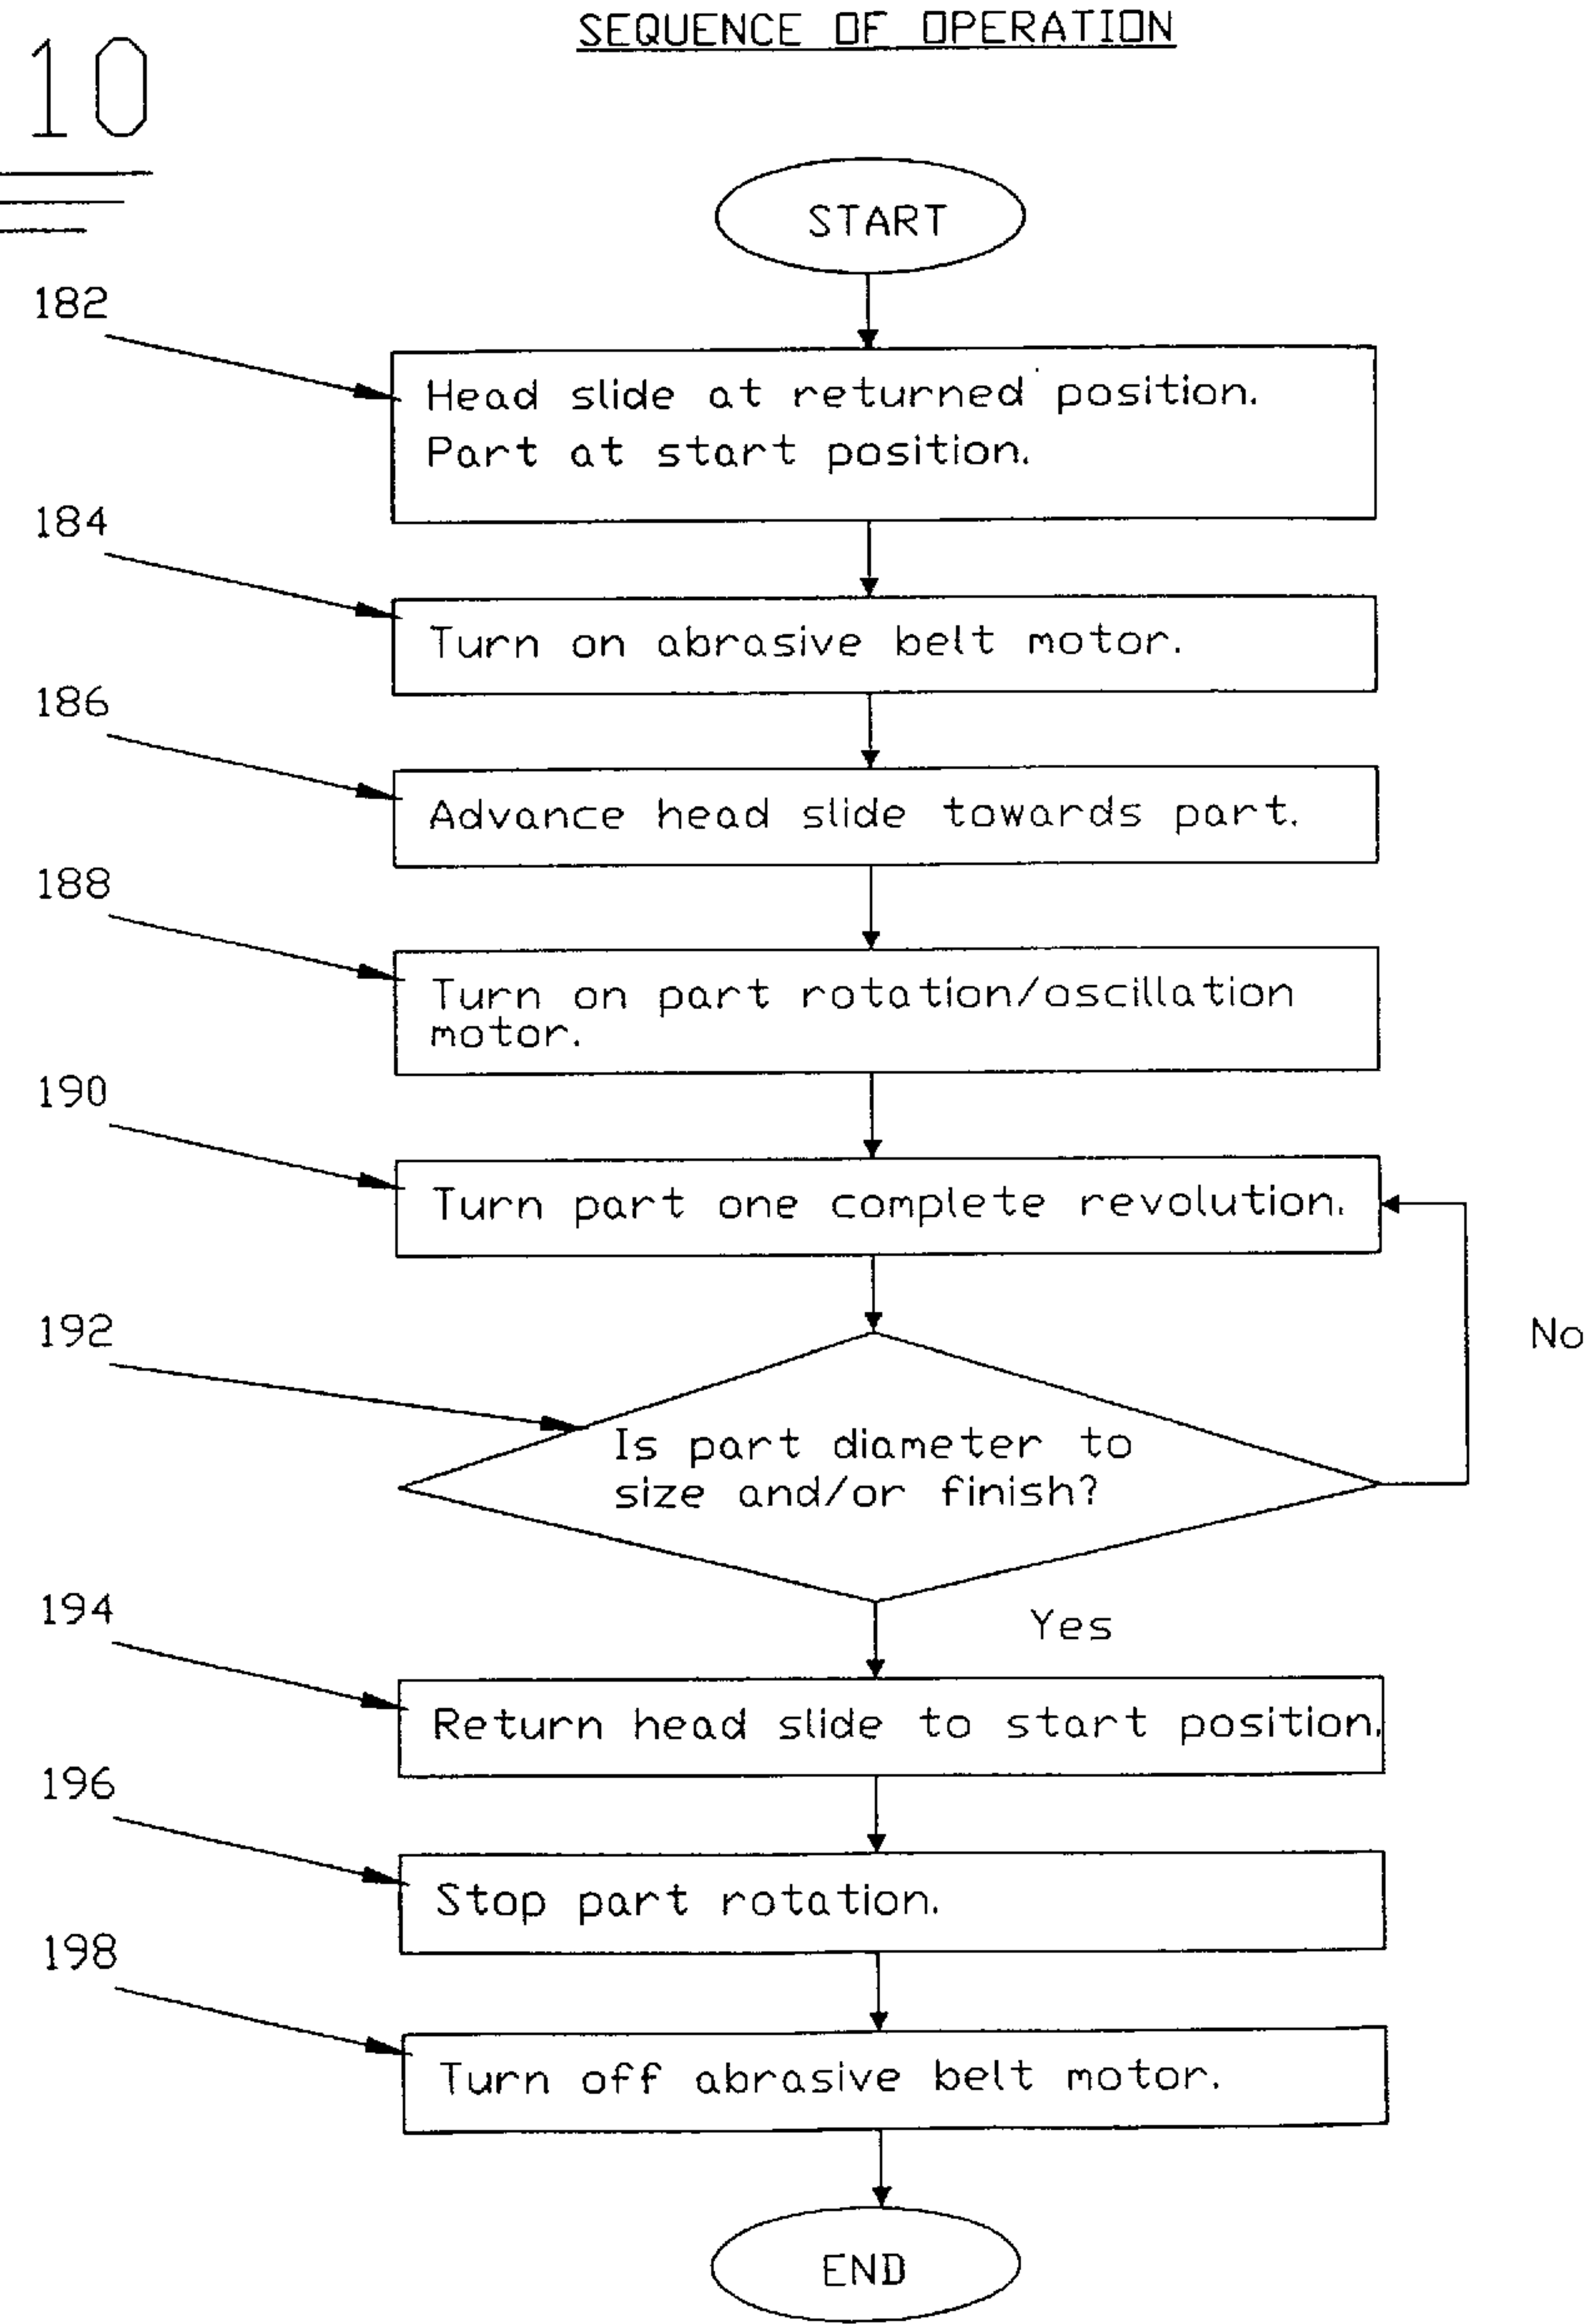 SEQUENCE OF OPERATION
10
START
182
Head slide at returned position.
Part at start position.
184
Turn on abrasive belt motor.
186
Advance head slide towards part.
188
Turn on part rotation/oscillation
motor.
190
Turn part one complete revolution.
192
No
Is part diameter to
size and/or finish?
194
Yes
Return head slide to start position.
196
Stop part rotation.
198
Turn off abrasive belt motor.
END